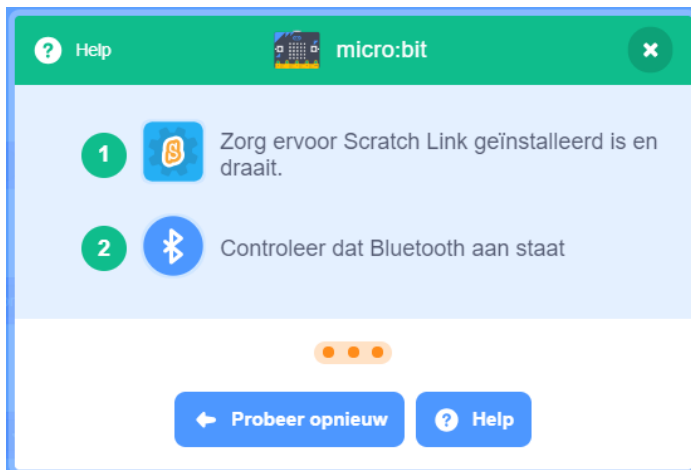 Help
micro:bit
1
Zorg ervoor Scratch Link geïnstalleerd is en
draait.
2
Controleer dat Bluetooth aan staat
Probeer opnieuw
Help